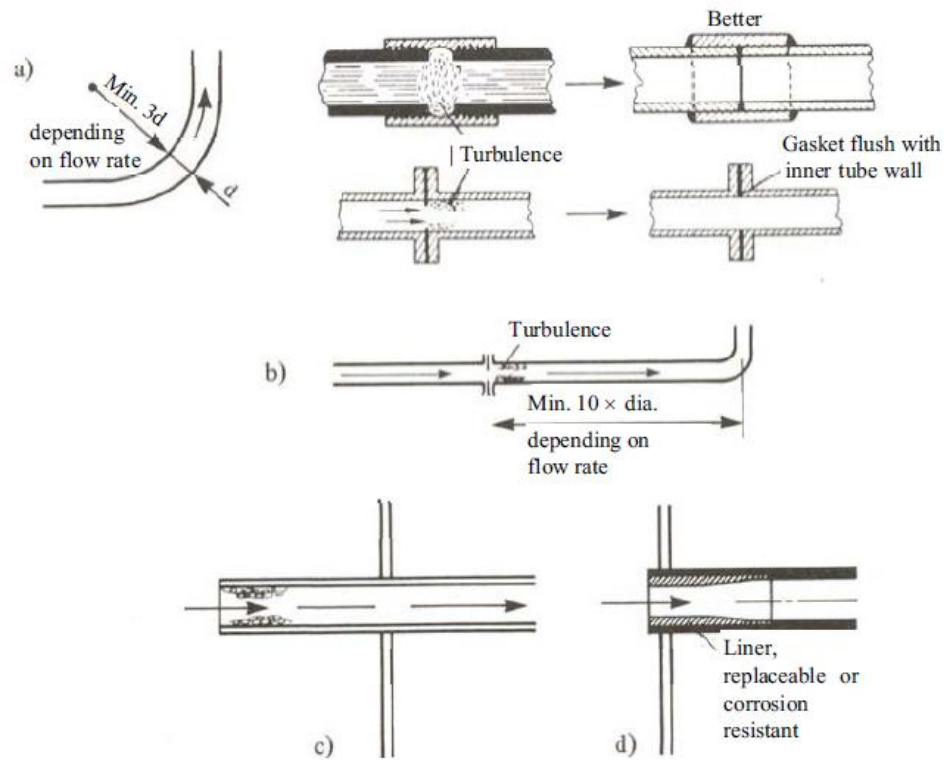 a)
Min. 3d
depending
on flow rate
d
Better
Turbulence
Gasket flush with
inner tube wall
b)
Turbulence
Min. 10 × dia.
depending on
flow rate
c)
d)
Liner,
replaceable or
corrosion
resistant